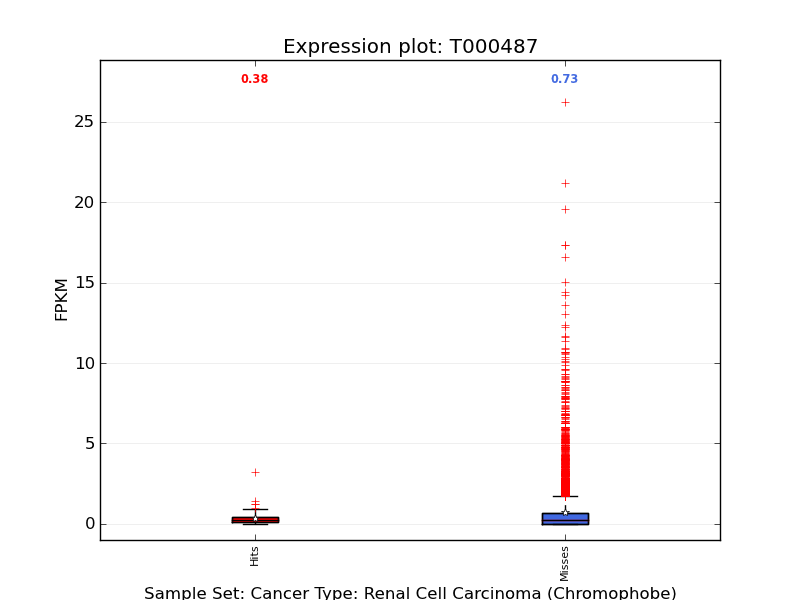 Expression plot: T000487
0.38
0.73
25
20
15
10
5
0
FPKM
Hits
Misses
Sample Set: Cancer Type: Renal Cell Carcinoma (Chromophobe)